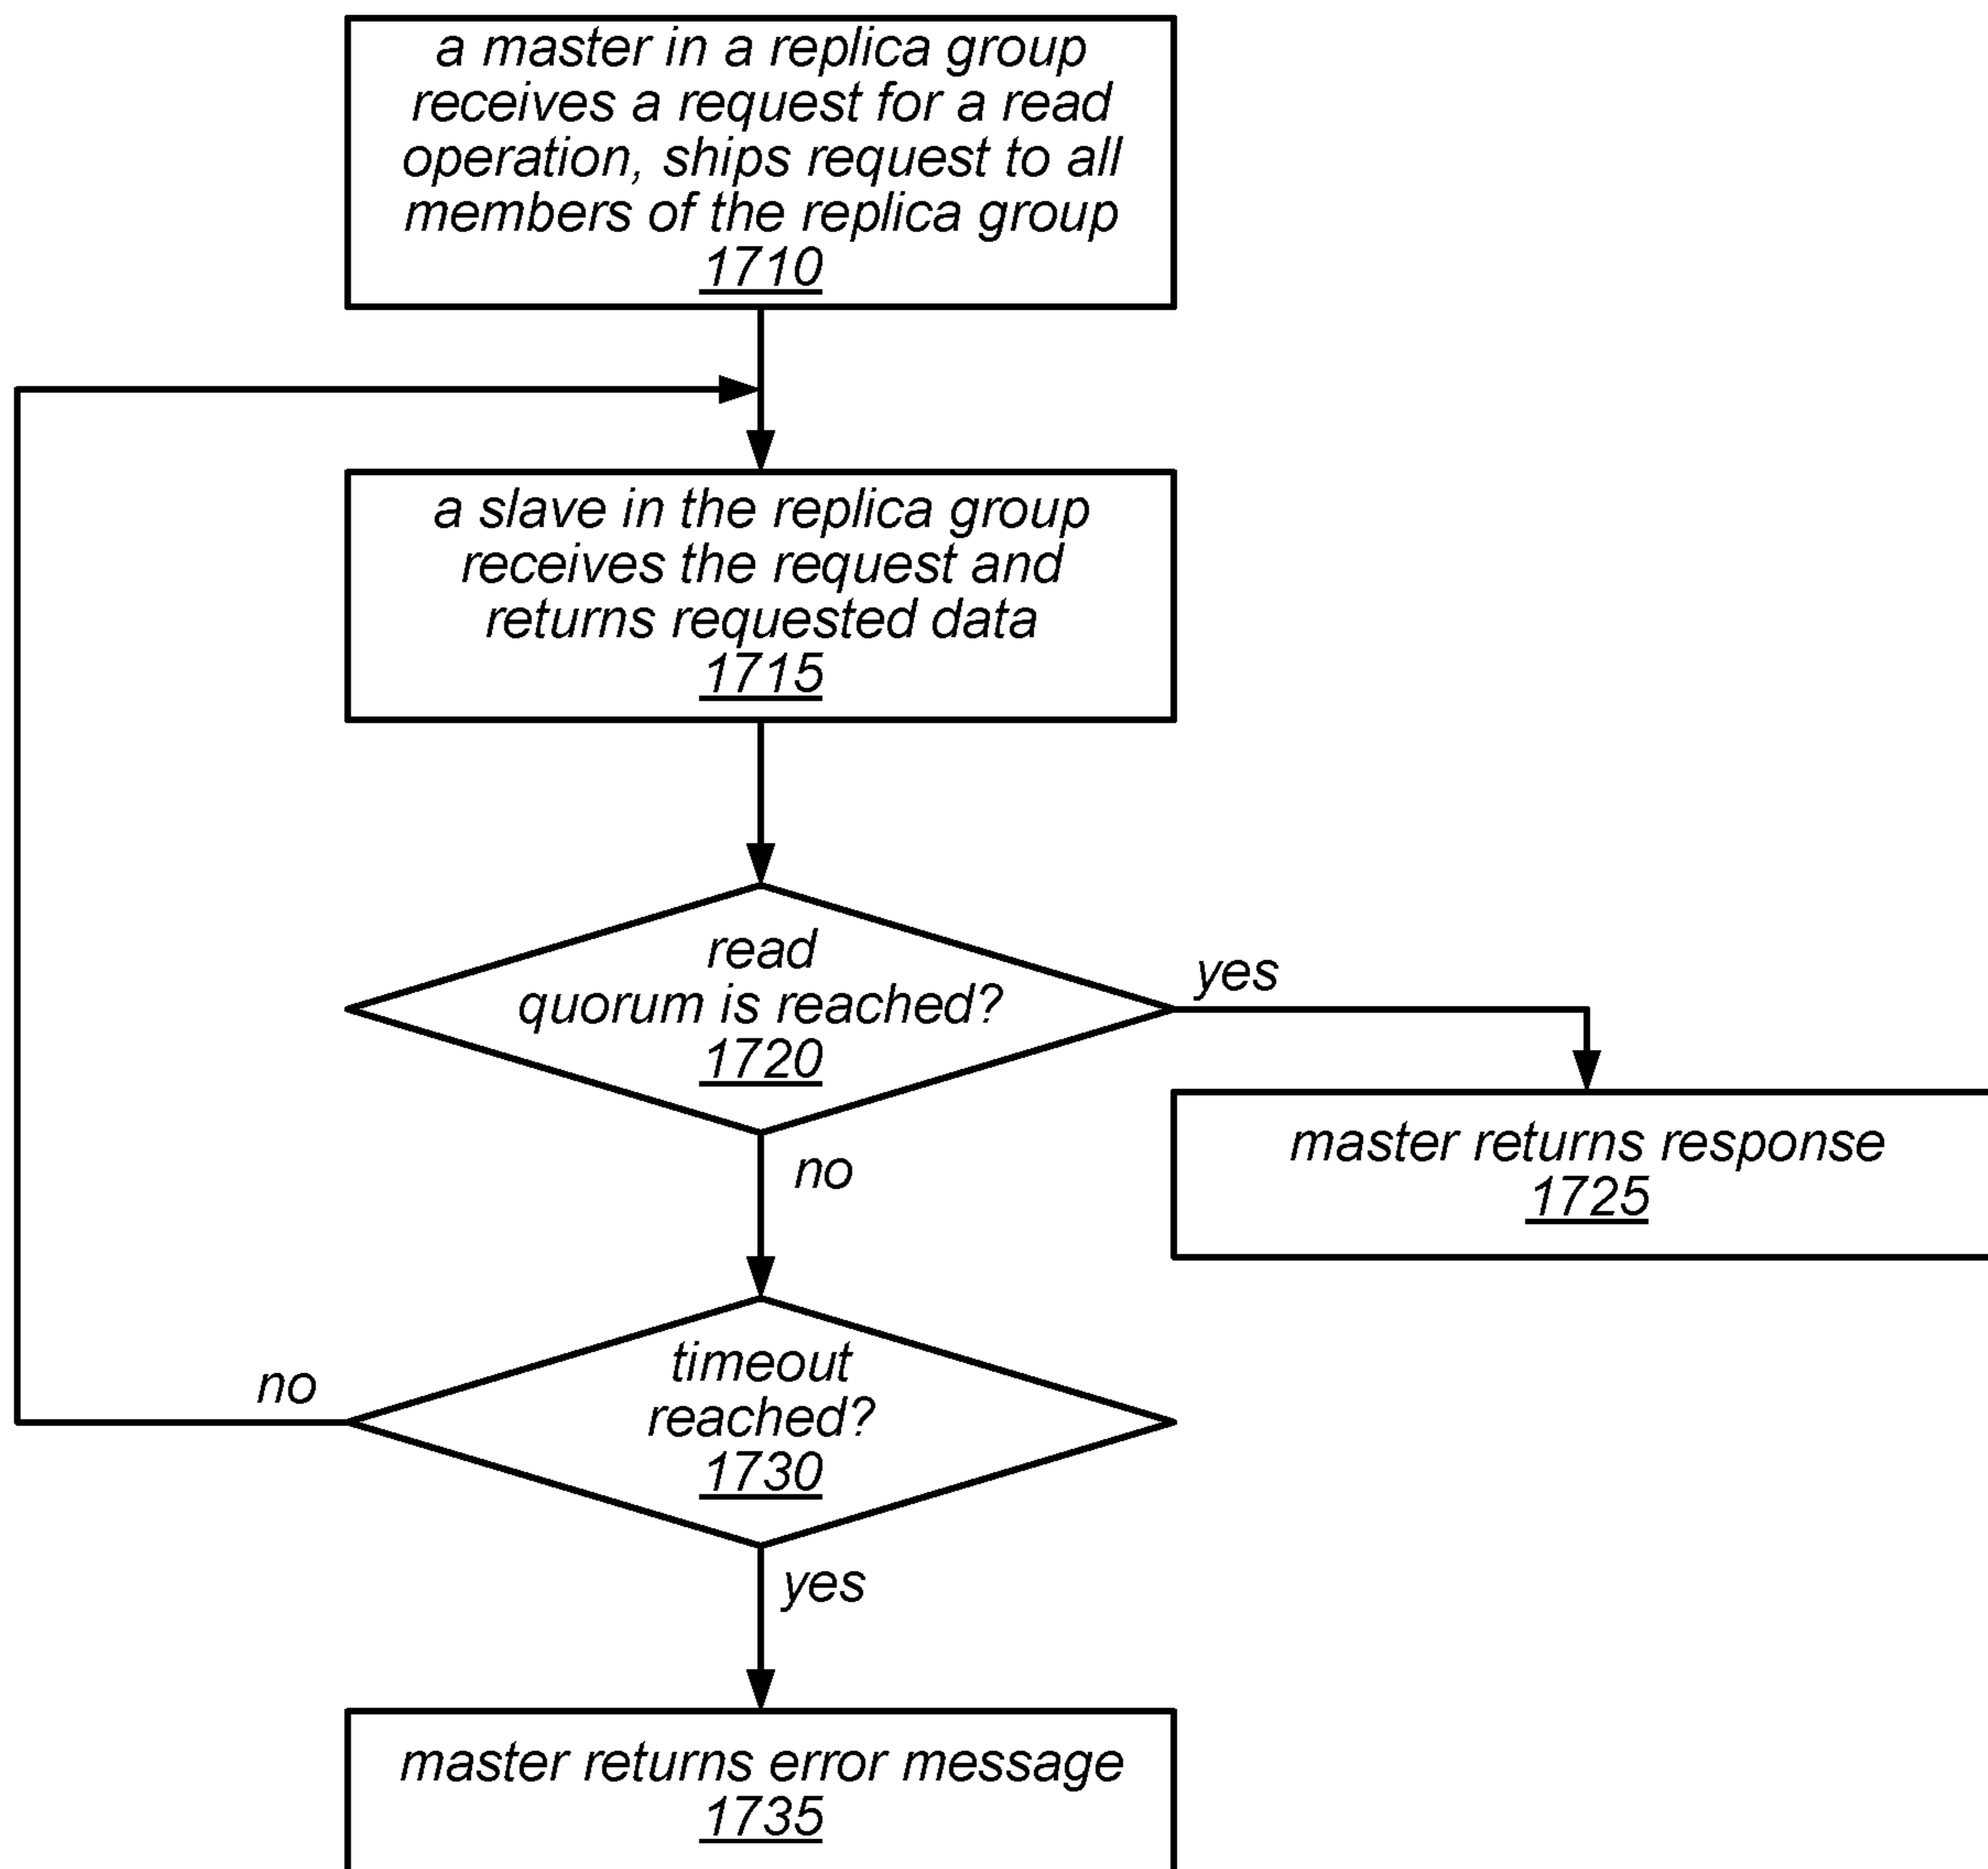 a master in a replica group
receives a request for a read
operation, ships request to all
members of the replica group
1710
a slave in the replica group
receives the request and
returns requested data
1715
read
quorum is reached?
1720
yes
no
master returns response
1725
timeout
reached?
1730
no
yes
master returns error message
1735